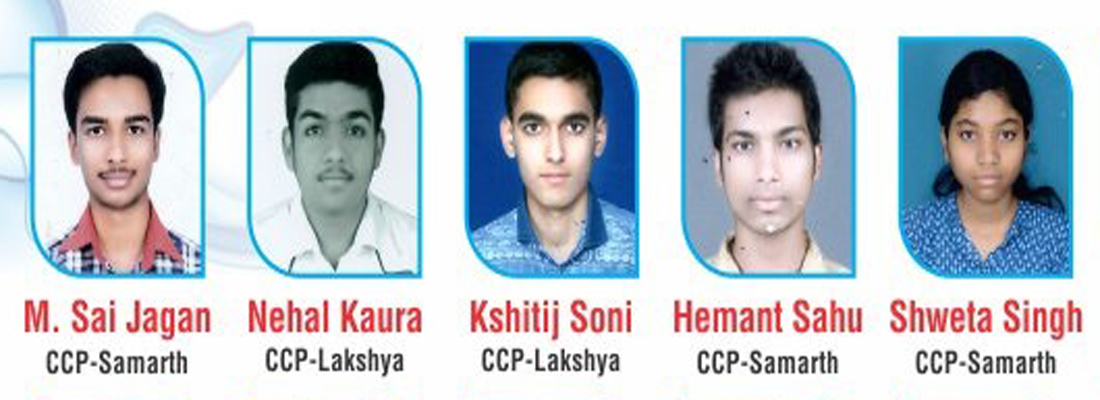 M. Sai Jagan Nehal Kaura Kshitij Soni Hemant Sahu Shweta Singh
CCP-Samarth CCP-Lakshya CCP-Lakshya CCP-Samarth CCP-Samarth